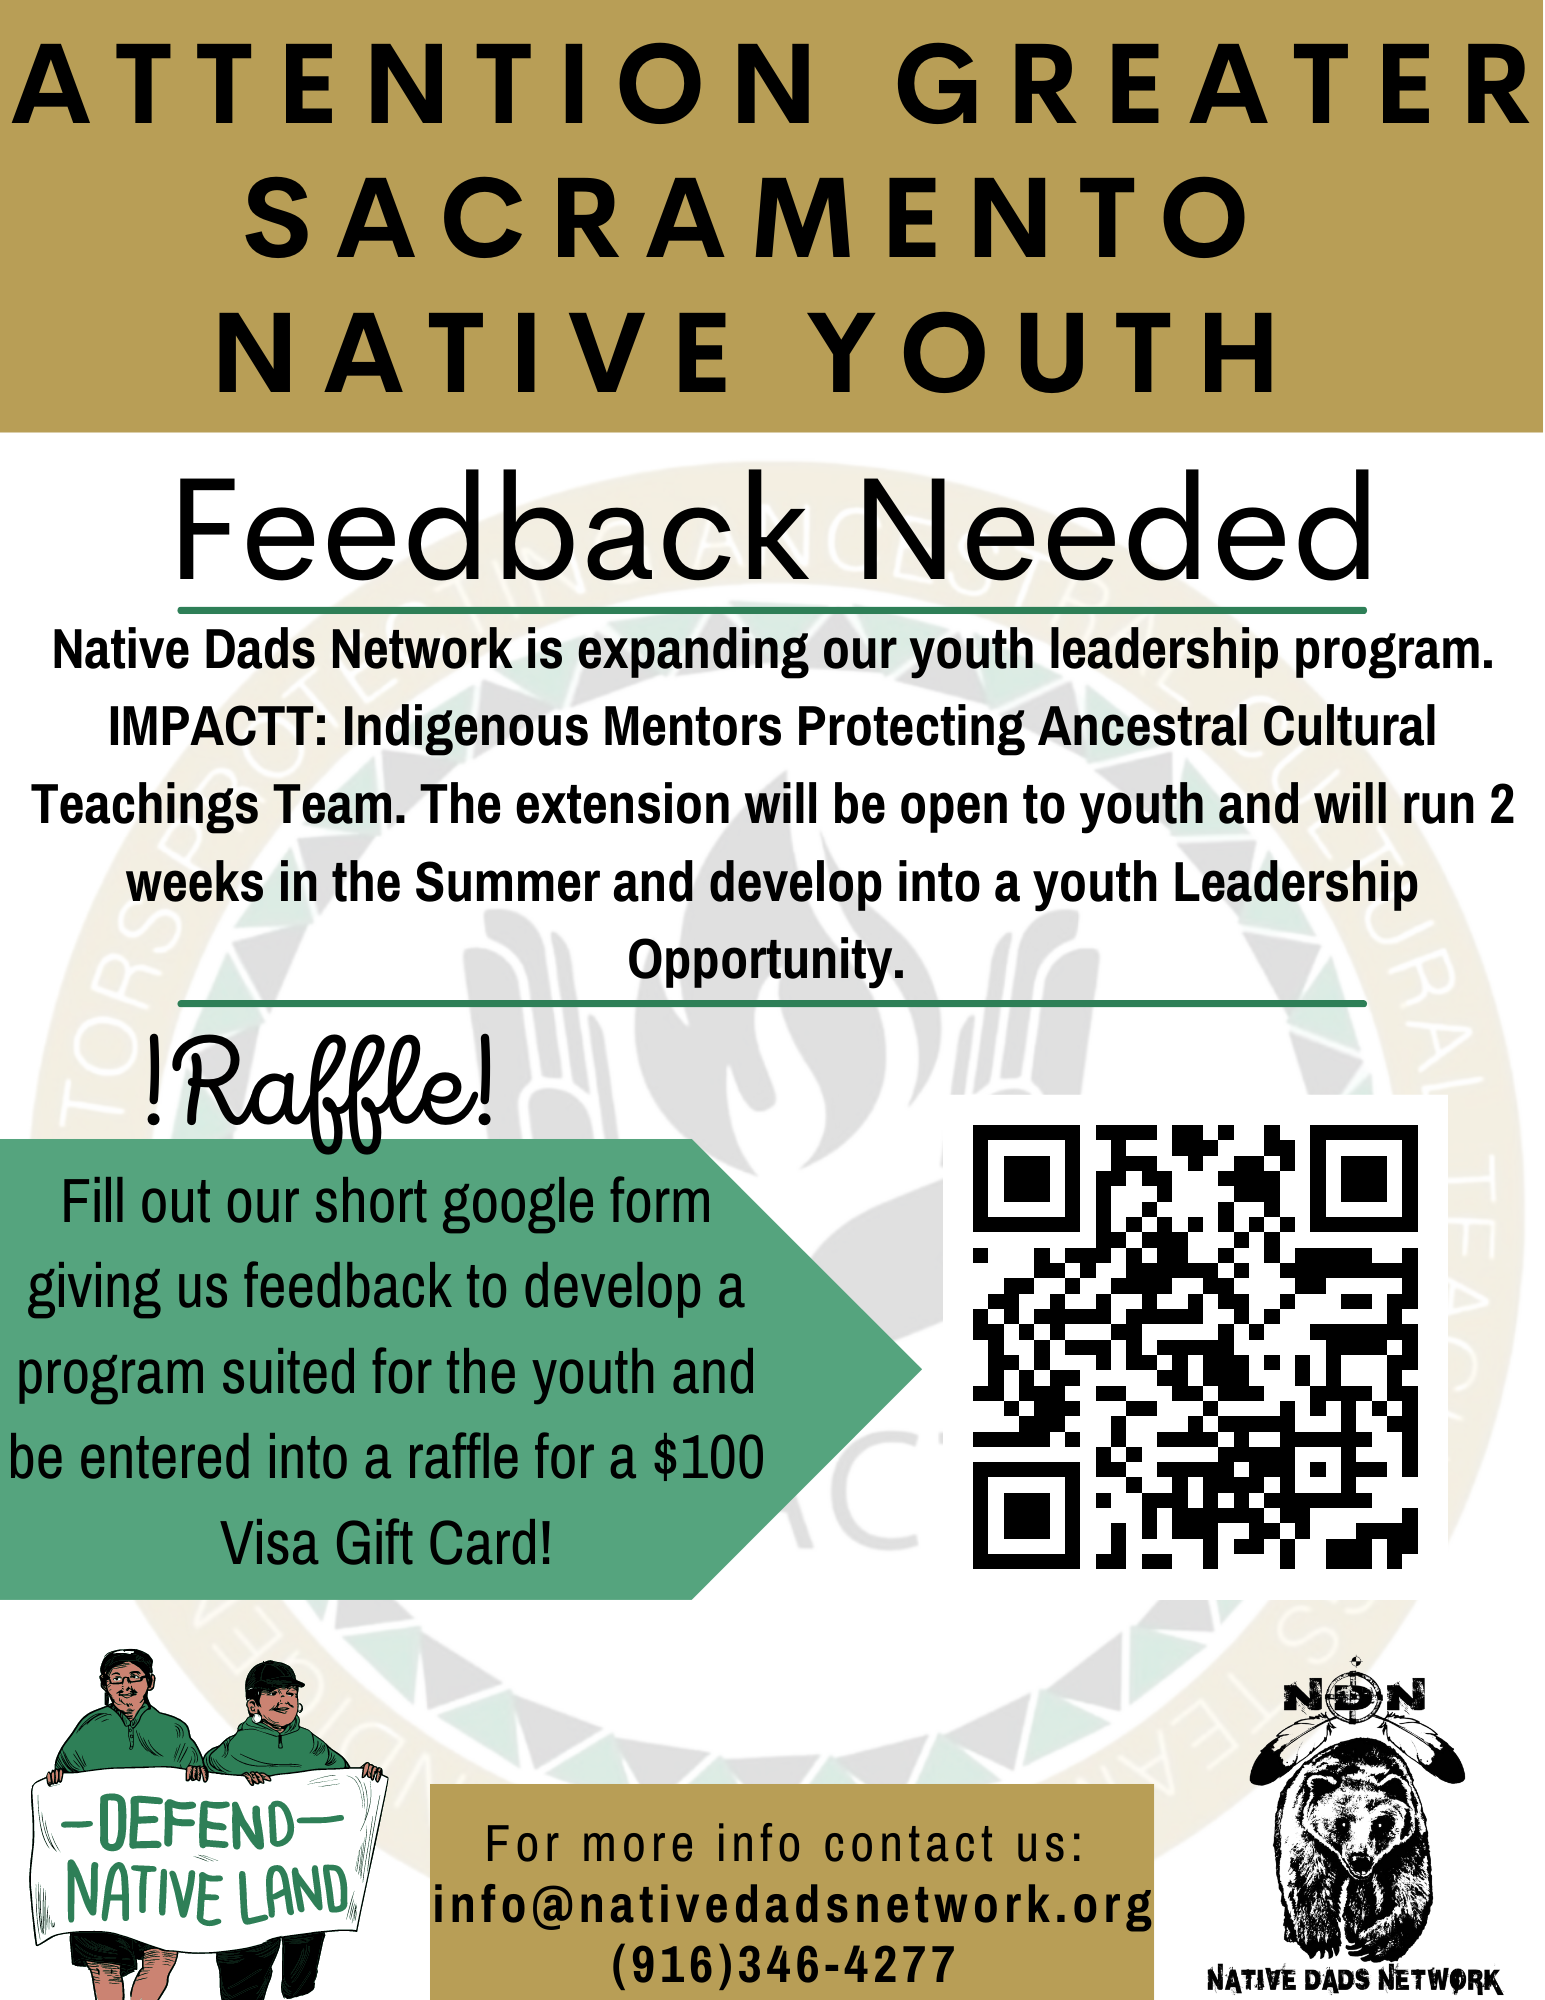 ATTENTION GREATER
SACRAMENTO
NATIVE YOUTH
Feedback Needed
Native Dads Network is expanding our youth leadership program.
IMPACTT: Indigenous Mentors Protecting Ancestral Cultural
Teachings Team. The extension will be open to youth and will run 2
weeks in the Summer and develop into a youth Leadership
Opportunity.
!Raffle!
Fill out our short google form
giving us feedback to develop a
program suited for the youth and
be entered into a raffle for a $100
Visa Gift Card!
-DEFEND-
NATIVE LAND
For more info contact us:
info@nativedadsnetwork.org
(916)346-4277
NDN
NATIVE DADS NETWORK